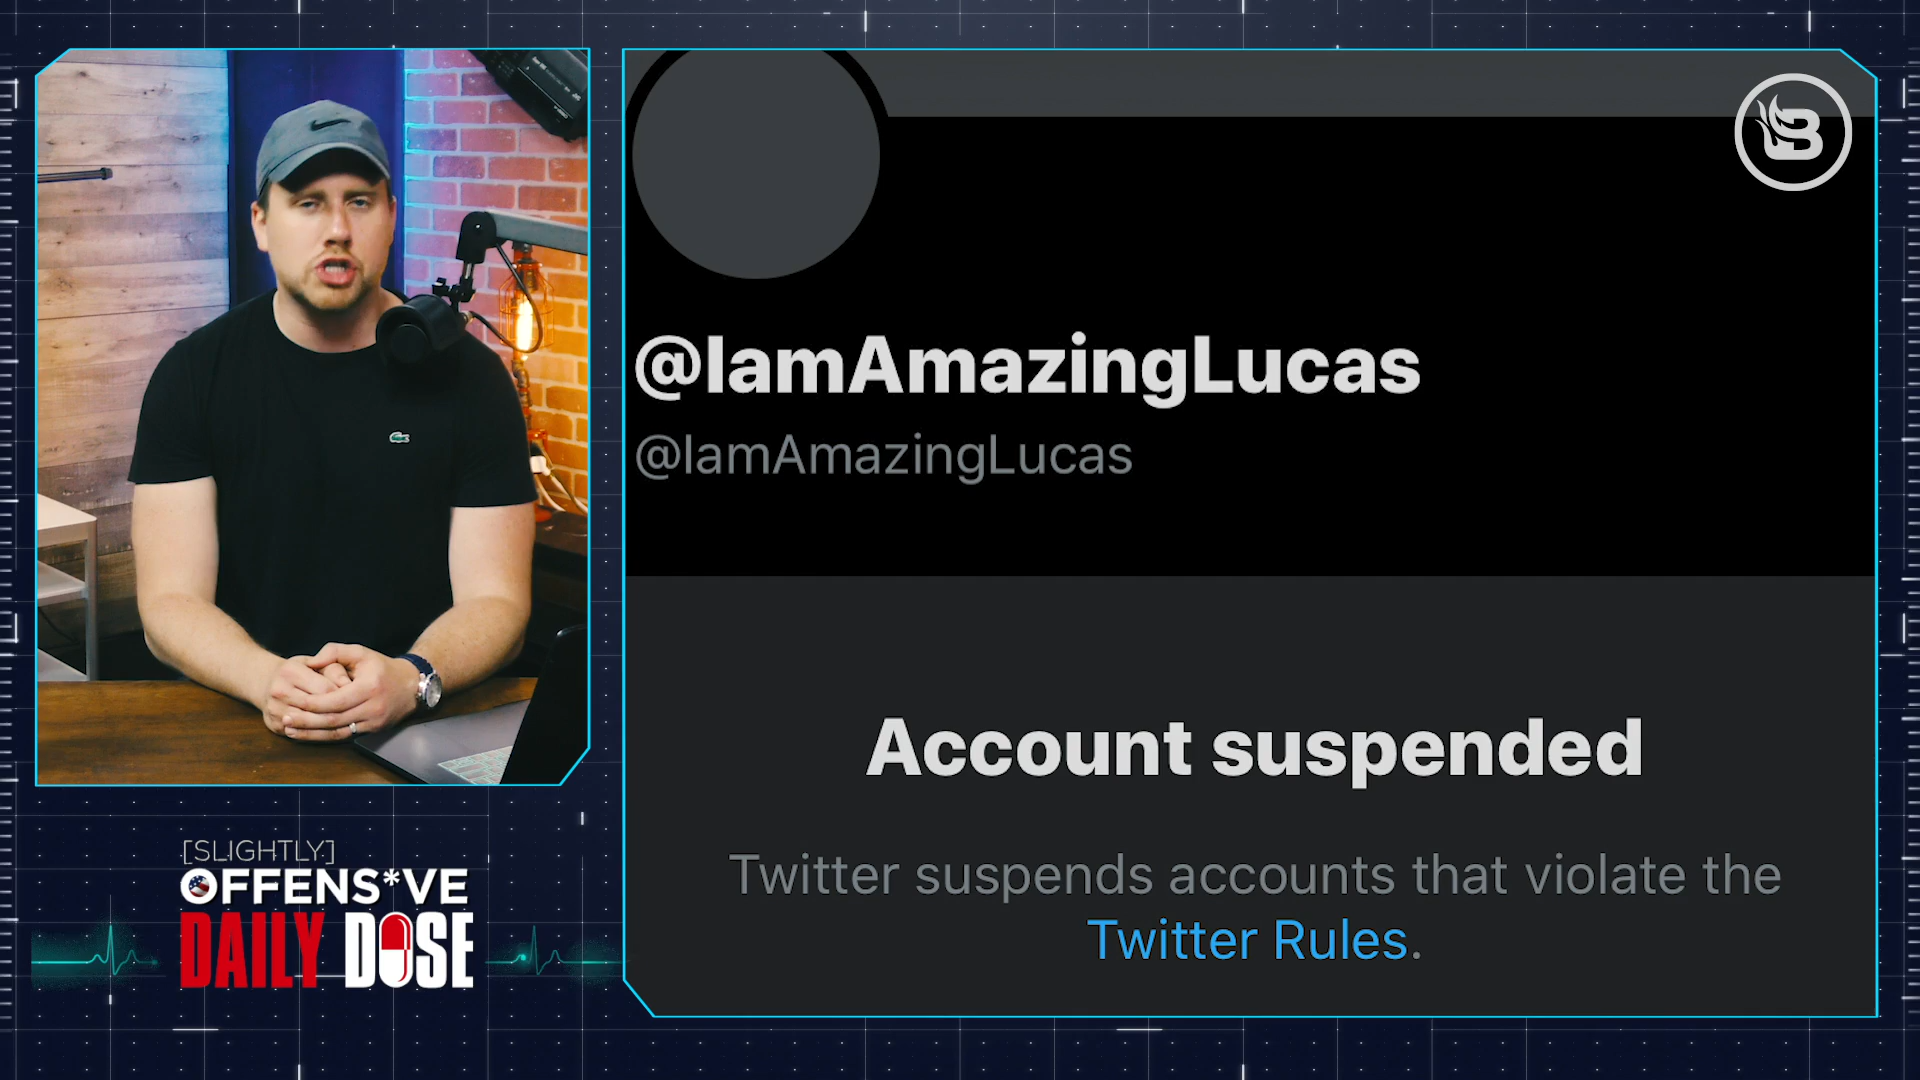 @IamAmazingLucas
@IamAmazingLucas
Account suspended
Twitter suspends accounts that violate the
Twitter Rules.
B
[SLIGHTLY]
OFFENS*VE
DAILY DOSE